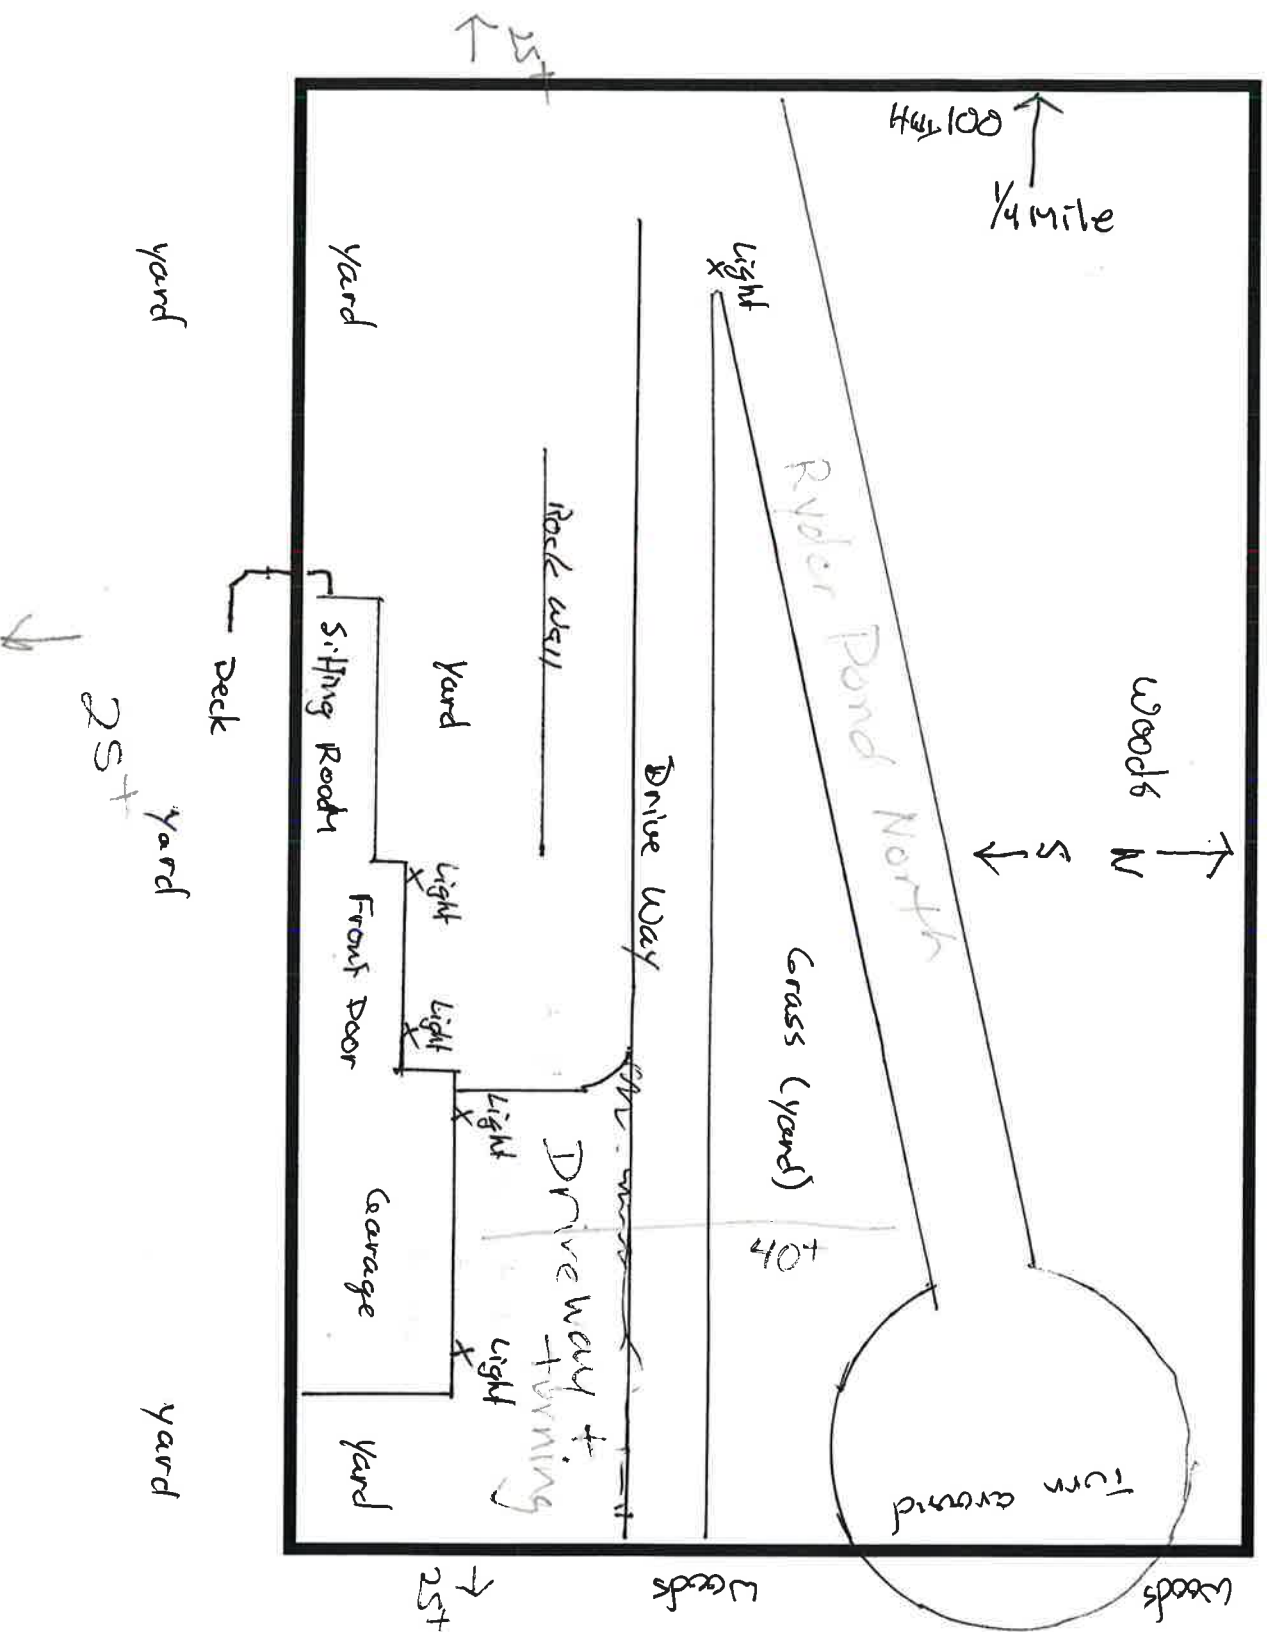 25+
Hwy 100
1/4 Mile
yard
yard
Light
Rock Wall
Ryder Pond North
Woods
N
S
Deck
Sitting Room
Yard
Drive Way
25+
yard
Light
Front Door
Light
Grass (yard)
Light
Garage
Driveway +
turning
40+
Light
yard
Yard
Turn around
25+
Woods
Woods